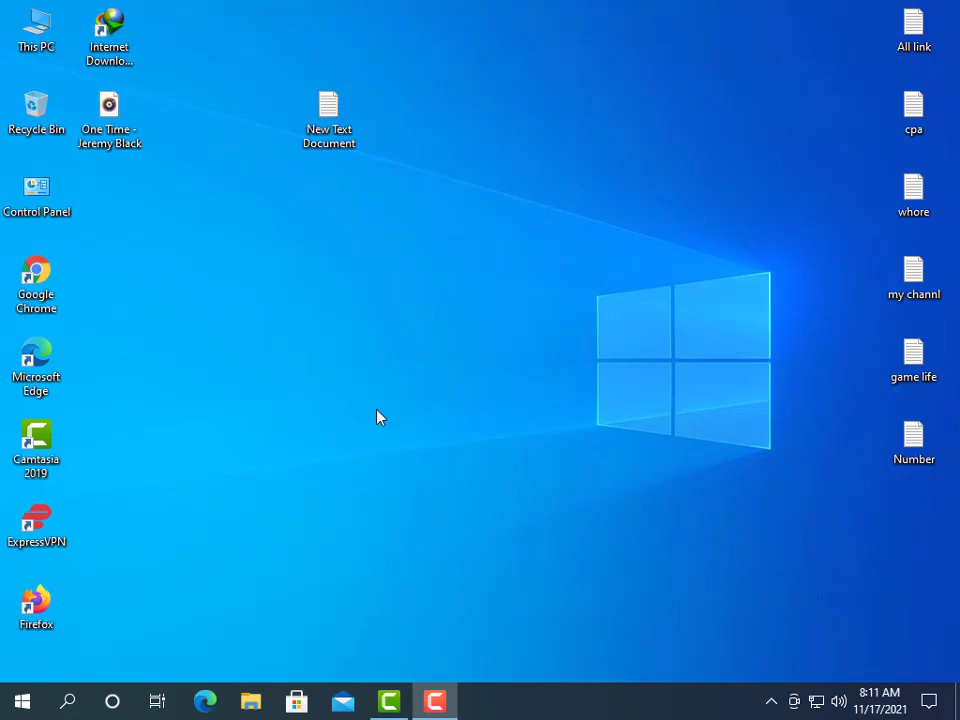 This PC
Internet
Downlo...
All link
Recycle Bin
One Time -
Jeremy Black
New Text
Document
cpa
Control Panel
whore
Google
Chrome
my channl
Microsoft
Edge
game life
Camtasia
2019
Number
ExpressVPN
Firefox
8:11 AM
11/17/2021